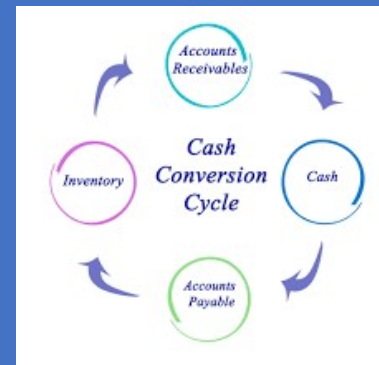 Accounts
Receivables
Cash
Conversion
Cycle
Inventory
Cash
Accounts
Payable